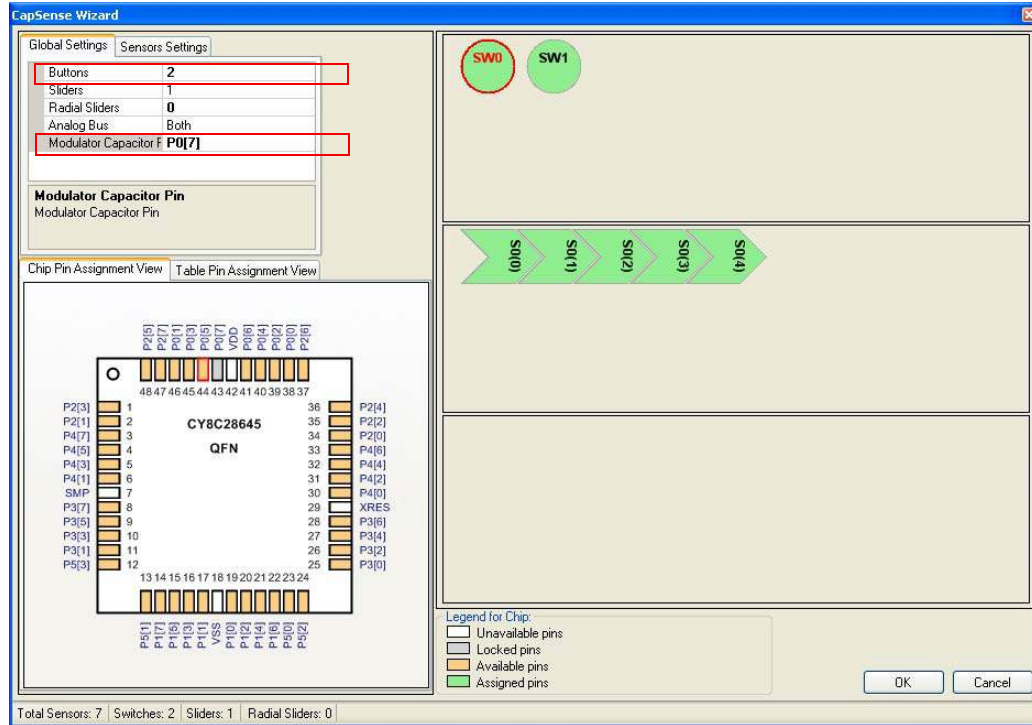 CapSense Wizard
Global Settings Sensors Settings
Buttons 2
Sliders 1
Radial Sliders 0
Analog Bus Both
Modulator Capacitor F P0[7]
Modulator Capacitor Pin
Modulator Capacitor Pin
Chip Pin Assignment View Table Pin Assignment View
P2[5] P2[7] P0[1] P0[3] P0[5] P0[7] VDD P0[6] P0[4] P0[2] P0[0] P2[6]
48 47 46 45 44 43 42 41 40 39 38 37
P2[3] 1 36 P2[4]
P2[1] 2 CY8C28645 35 P2[2]
P4[7] 3 34 P2[0]
P4[5] 4 QFN 33 P4[6]
P4[3] 5 32 P4[4]
P4[1] 6 31 P4[2]
SMP 7 30 P4[0]
P3[7] 8 29 XRES
P3[5] 9 28 P3[6]
P3[3] 10 27 P3[4]
P3[1] 11 26 P3[2]
P5[3] 12 25 P3[0]
13 14 15 16 17 18 19 20 21 22 23 24
P5[1] P1[7] P1[5] P1[3] P1[1] VSS P1[0] P1[2] P1[4] P1[6] P5[0] P5[2]
SW0 SW1
S0(0) S0(1) S0(2) S0(3) S0(4)
Legend for Chip:
Unavailable pins
Locked pins
Available pins
Assigned pins
OK Cancel
Total Sensors: 7 Switches: 2 Sliders: 1 Radial Sliders: 0